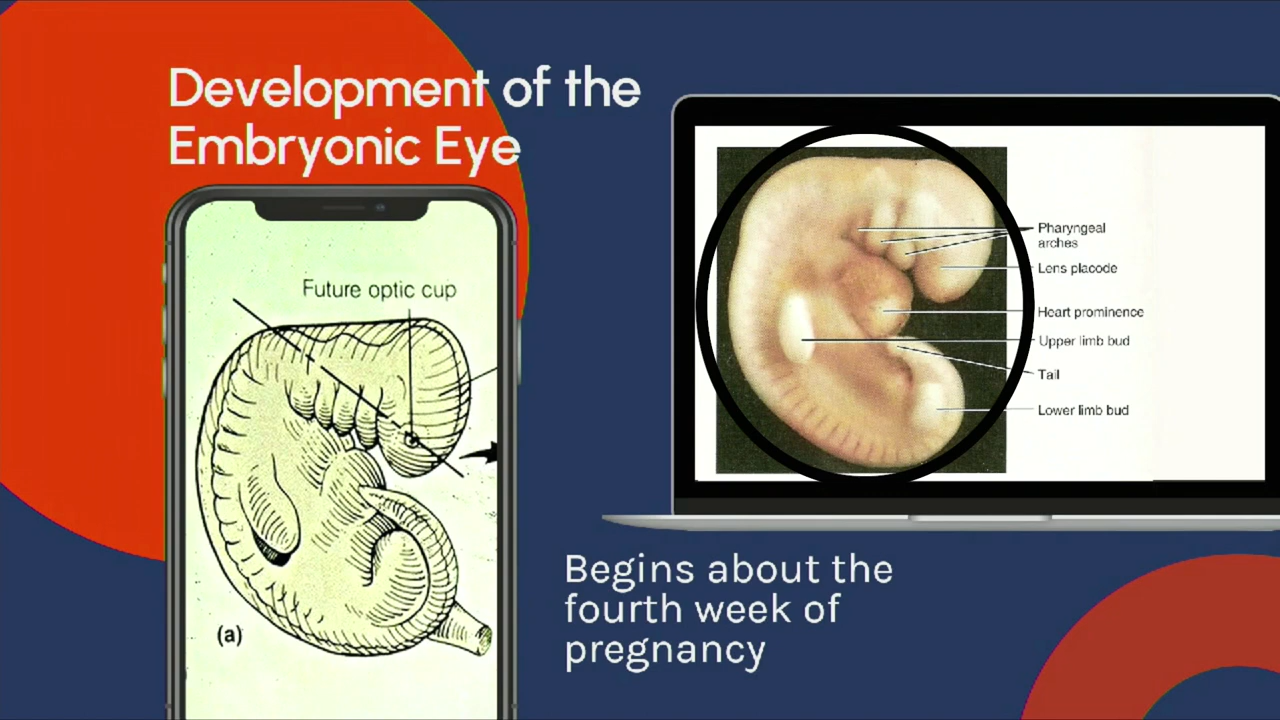 Development of the
Embryonic Eye
Future optic cup
(a)
Pharyngeal
arches
Lens placode
Heart prominence
Upper limb bud
Tail
Lower limb bud
Begins about the
fourth week of
pregnancy